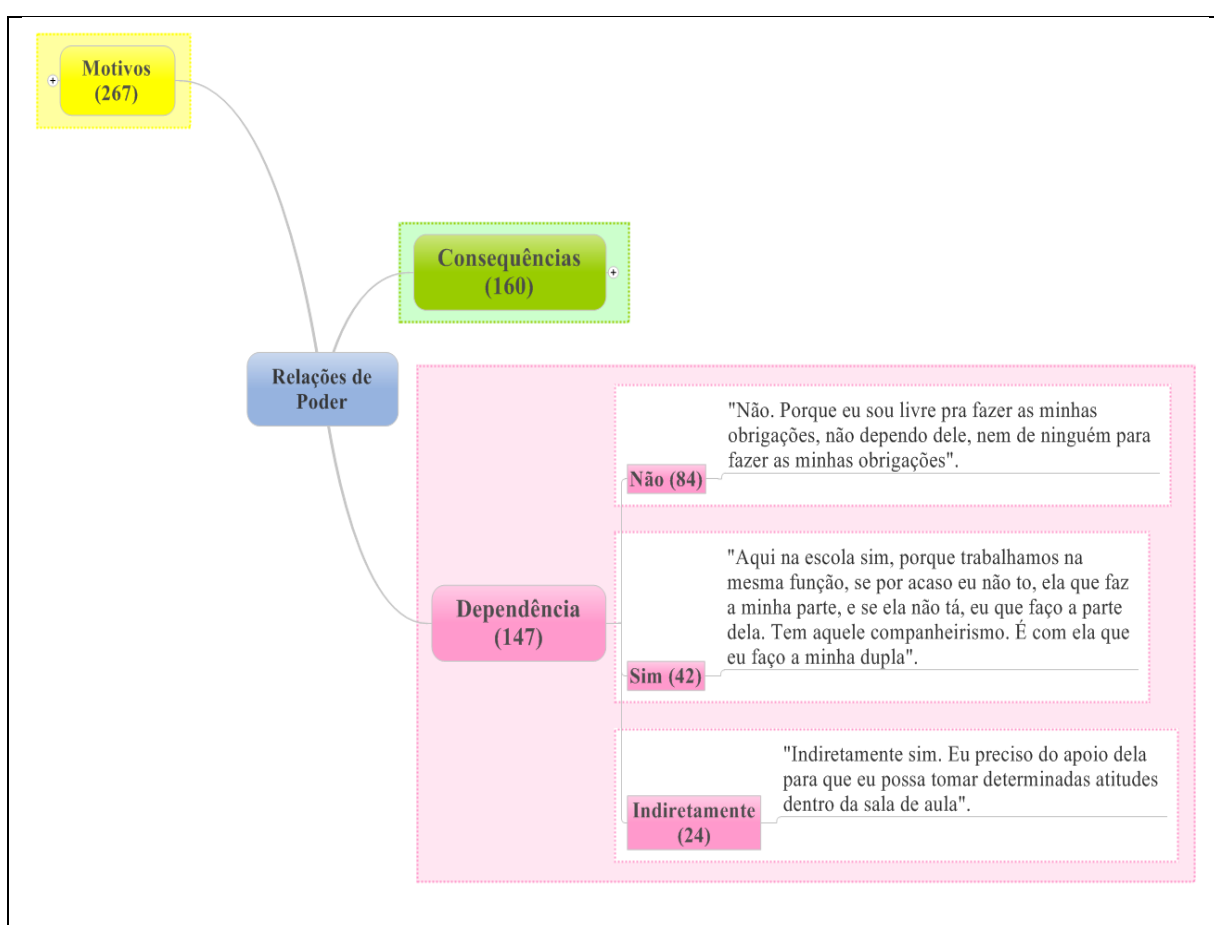 Motivos
(267)
Consequências
(160)
Relações de
Poder
Dependência
(147)
Não (84)
"Não. Porque eu sou livre pra fazer as minhas
obrigações, não dependo dele, nem de ninguém para
fazer as minhas obrigações".
Sim (42)
"Aqui na escola sim, porque trabalhamos na
mesma função, se por acaso eu não to, ela que faz
a minha parte, e se ela não tá, eu que faço a parte
dela. Tem aquele companheirismo. É com ela que
eu faço a minha dupla".
Indiretamente
(24)
"Indiretamente sim. Eu preciso do apoio dela
para que eu possa tomar determinadas atitudes
dentro da sala de aula".